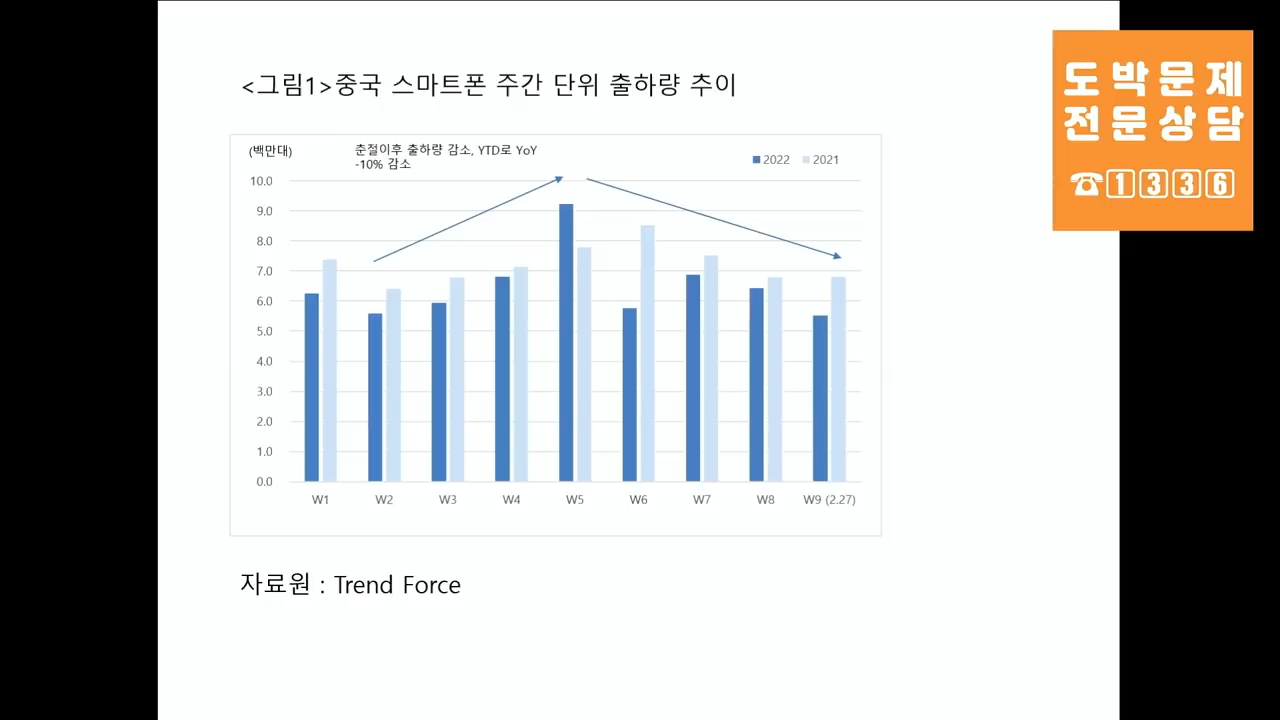 <그림1>중국 스마트폰 주간 단위 출하량 추이
도박문제
전문상담
☎1336
(백만대)
춘절이후 출하량 감소, YTD로 YoY
-10% 감소
2022 2021
10.0
9.0
8.0
7.0
6.0
5.0
4.0
3.0
2.0
1.0
0.0
W1 W2 W3 W4 W5 W6 W7 W8 W9 (2.27)
자료원 : Trend Force